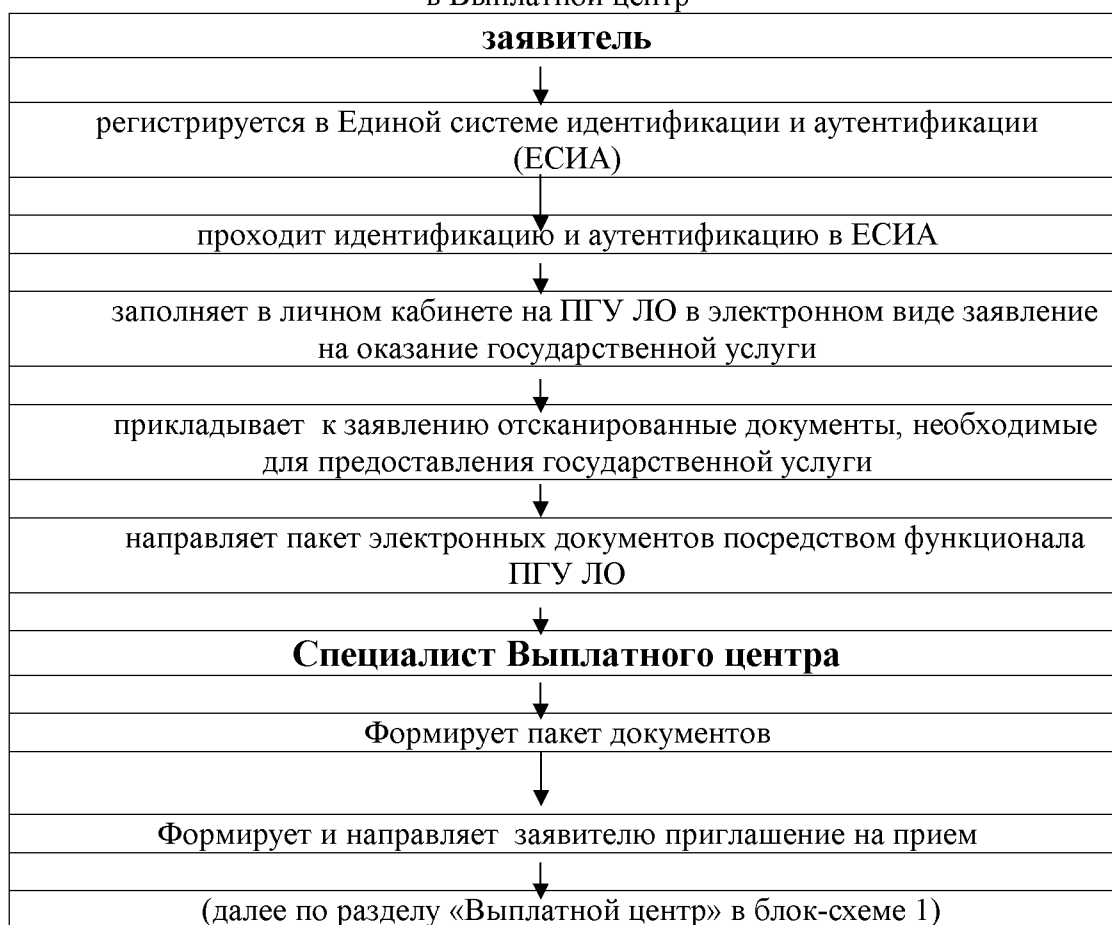 в Выплатной центр
заявитель
регистрируется в Единой системе идентификации и аутентификации
(ЕСИА)
проходит идентификацию и аутентификацию в ЕСИА
заполняет в личном кабинете на ПГУ ЛО в электронном виде заявление
на оказание государственной услуги
прикладывает к заявлению отсканированные документы, необходимые
для предоставления государственной услуги
направляет пакет электронных документов посредством функционала
ПГУ ЛО
Специалист Выплатного центра
Формирует пакет документов
Формирует и направляет заявителю приглашение на прием
(далее по разделу «Выплатной центр» в блок-схеме 1)